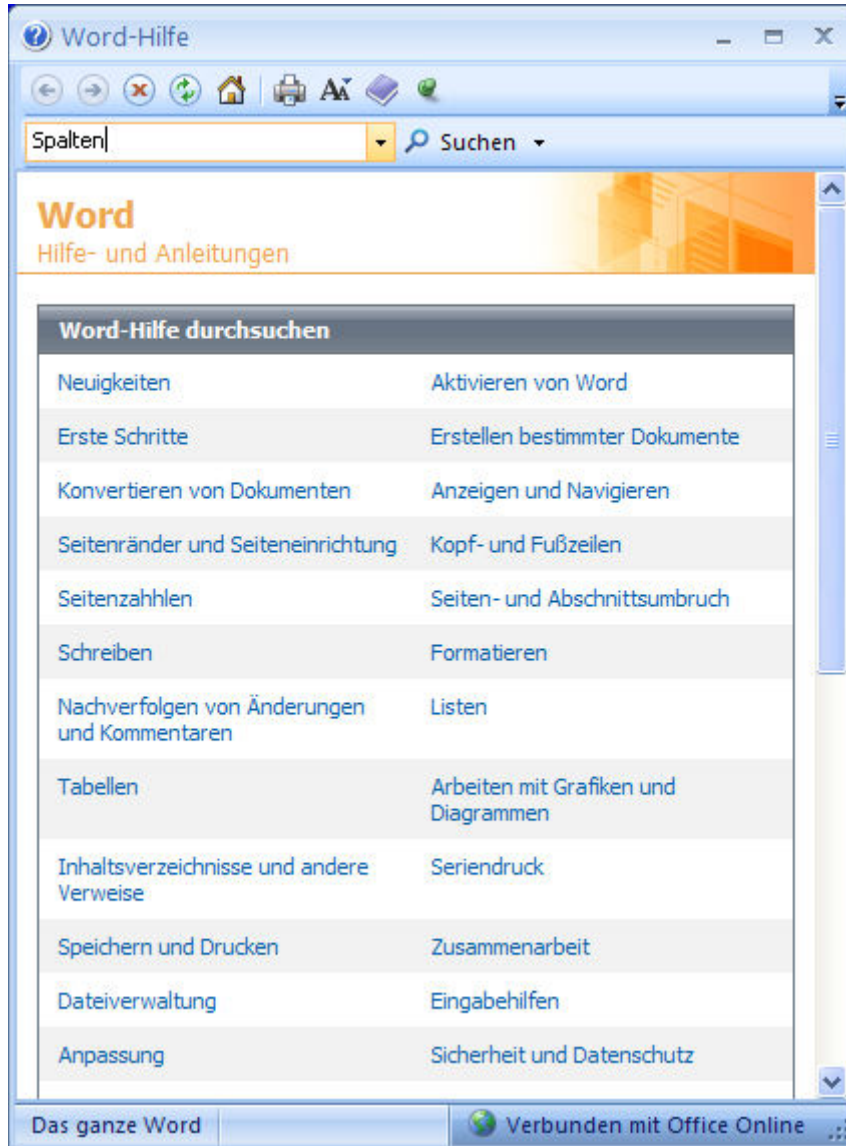 Word-Hilfe
Spalten
Suchen
Word
Hilfe- und Anleitungen
Word-Hilfe durchsuchen
Neuigkeiten
Aktivieren von Word
Erste Schritte
Erstellen bestimmter Dokumente
Konvertieren von Dokumenten
Anzeigen und Navigieren
Seitenränder und Seiteneinrichtung
Kopf- und Fußzeilen
Seitenzahhlen
Seiten- und Abschnittsumbruch
Schreiben
Formatieren
Nachverfolgen von Änderungen
und Kommentaren
Listen
Tabellen
Arbeiten mit Grafiken und
Diagrammen
Inhaltsverzeichnisse und andere
Verweise
Seriendruck
Speichern und Drucken
Zusammenarbeit
Dateiverwaltung
Eingabehilfen
Anpassung
Sicherheit und Datenschutz
Das ganze Word
Verbunden mit Office Online